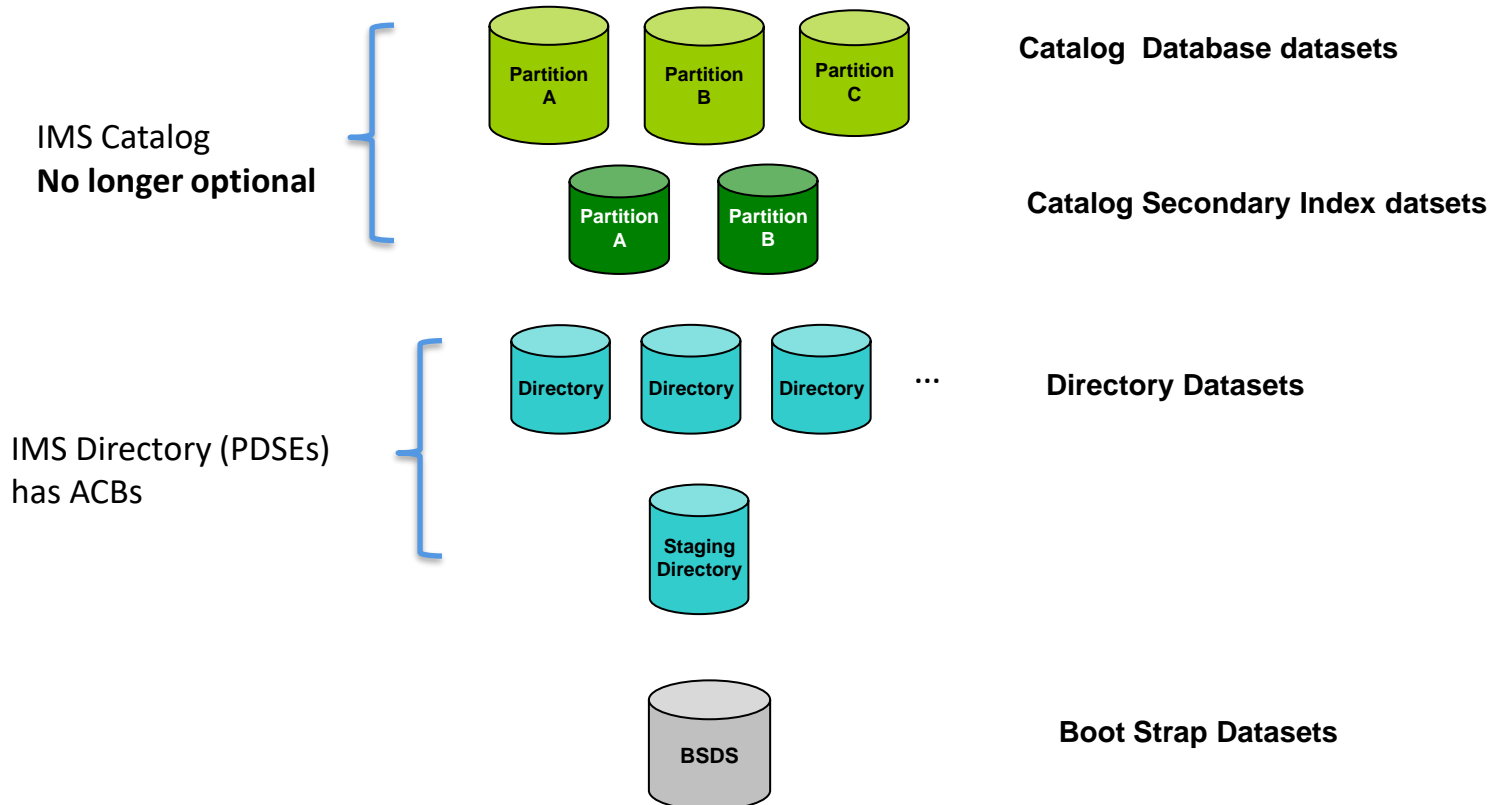 Partition
A
Partition
B
Partition
C
Catalog  Database datasets
IMS Catalog
No longer optional
Partition
A
Partition
B
Catalog Secondary Index datsets
Directory
Directory
Directory
...
Directory Datasets
IMS Directory (PDSEs)
has ACBs
Staging
Directory
BSDS
Boot Strap Datasets